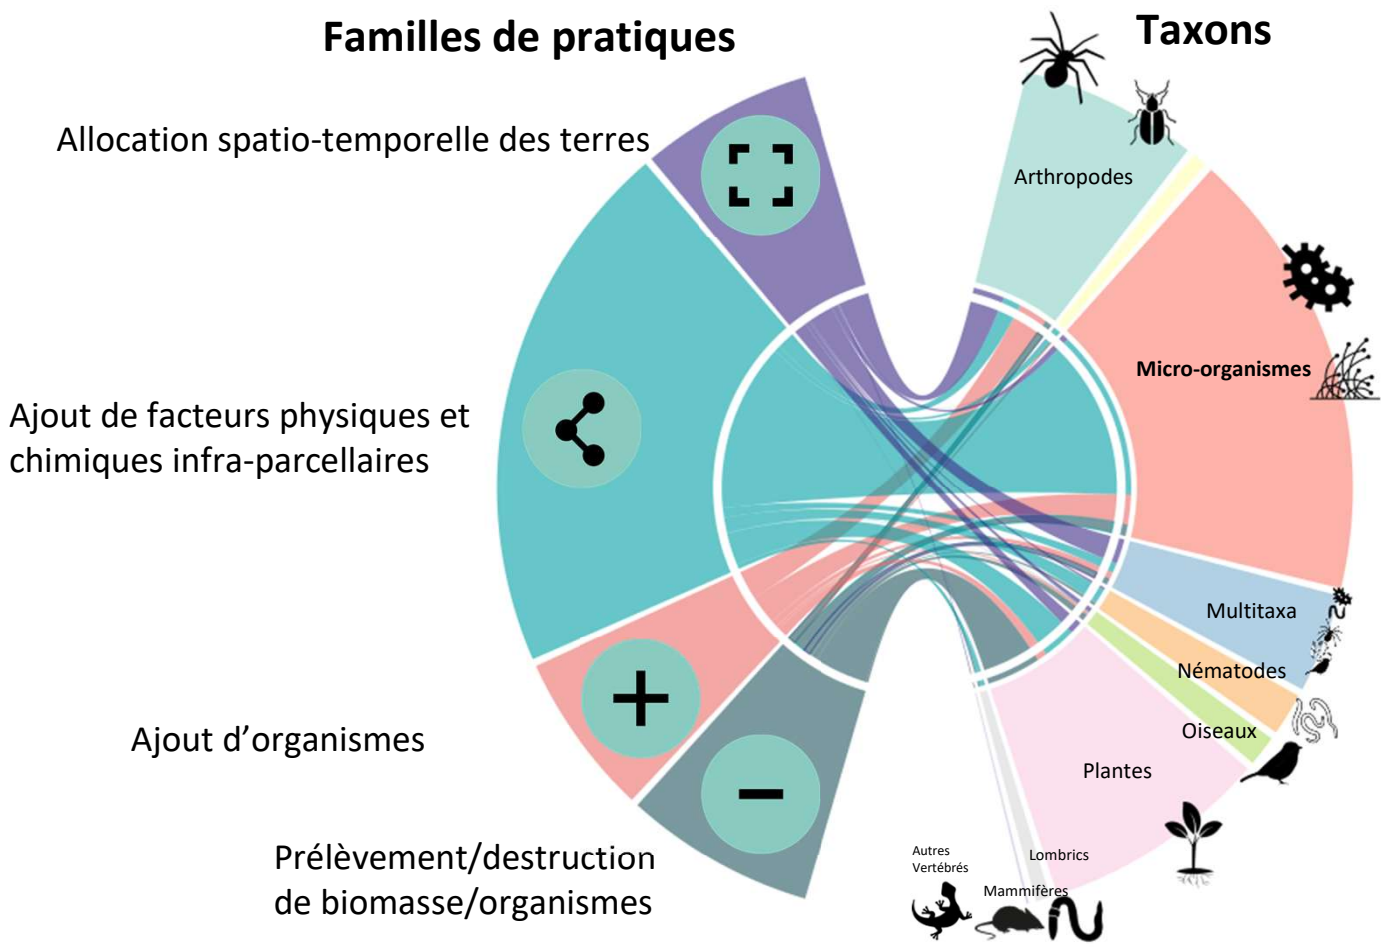 Familles de pratiques
Taxons
Allocation spatio-temporelle des terres
Arthropodes
Micro-organismes
Ajout de facteurs physiques et
chimiques infra-parcellaires
Multitaxa
Nématodes
Oiseaux
Ajout d’organismes
Plantes
Prélèvement/destruction
de biomasse/organismes
Autres
Vertébrés
Lombrics
Mammifères